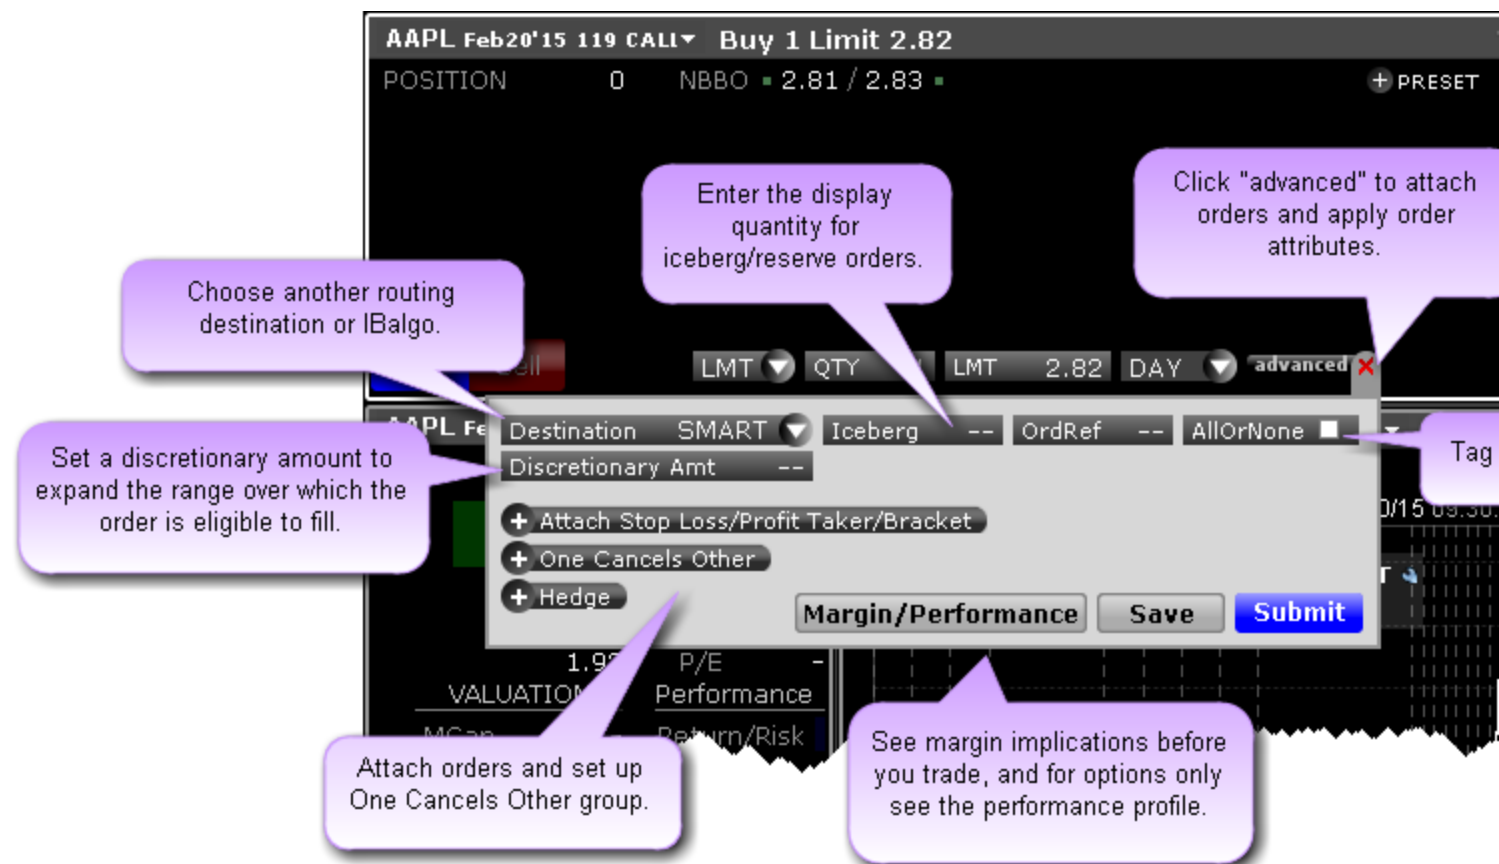 AAPL Feb20'15 119 CALL Buy 1 Limit 2.82
POSITION 0 NBBO 2.81 / 2.83 + PRESET
Enter the display
quantity for
iceberg/reserve orders.
Click "advanced" to attach
orders and apply order
attributes.
Choose another routing
destination or IBalgo.
LMT QTY LMT 2.82 DAY advanced
AAPL
Destination SMART Iceberg -- OrdRef -- AllOrNone
Discretionary Amt --
Set a discretionary amount to
expand the range over which the
order is eligible to fill.
Tag
+ Attach Stop Loss/Profit Taker/Bracket
+ One Cancels Other
+ Hedge
Margin/Performance Save Submit
P/E -
VALUATION Performance
Return/Risk
Attach orders and set up
One Cancels Other group.
See margin implications before
you trade, and for options only
see the performance profile.